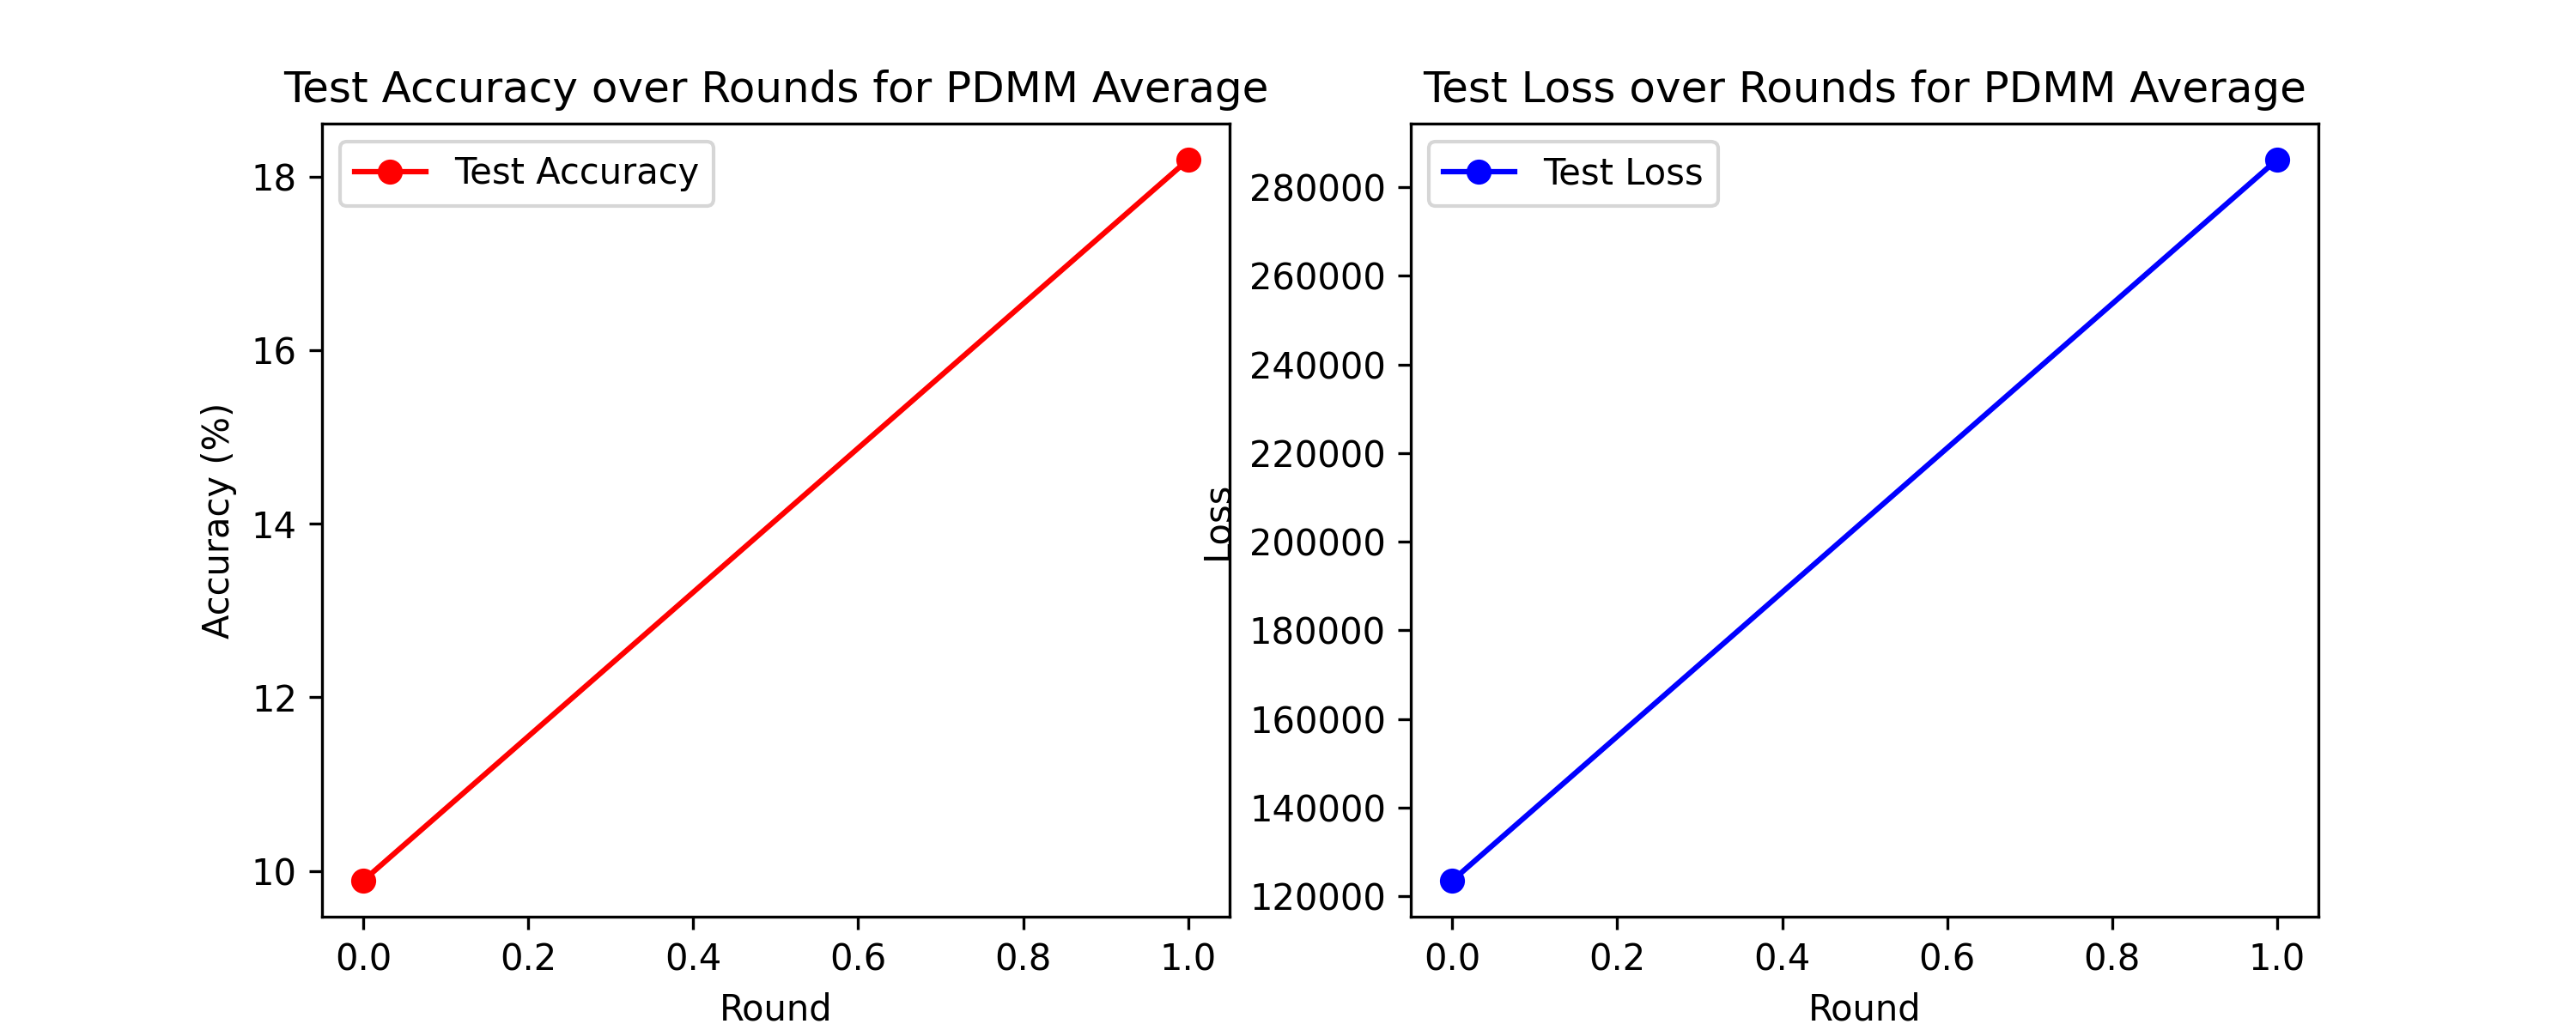 Test Accuracy over Rounds for PDMM Average
Test Accuracy
18
16
14
12
10
Accuracy (%)
0.0 0.2 0.4 0.6 0.8 1.0
Round
Test Loss over Rounds for PDMM Average
Test Loss
280000
260000
240000
220000
200000
180000
160000
140000
120000
Loss
0.0 0.2 0.4 0.6 0.8 1.0
Round